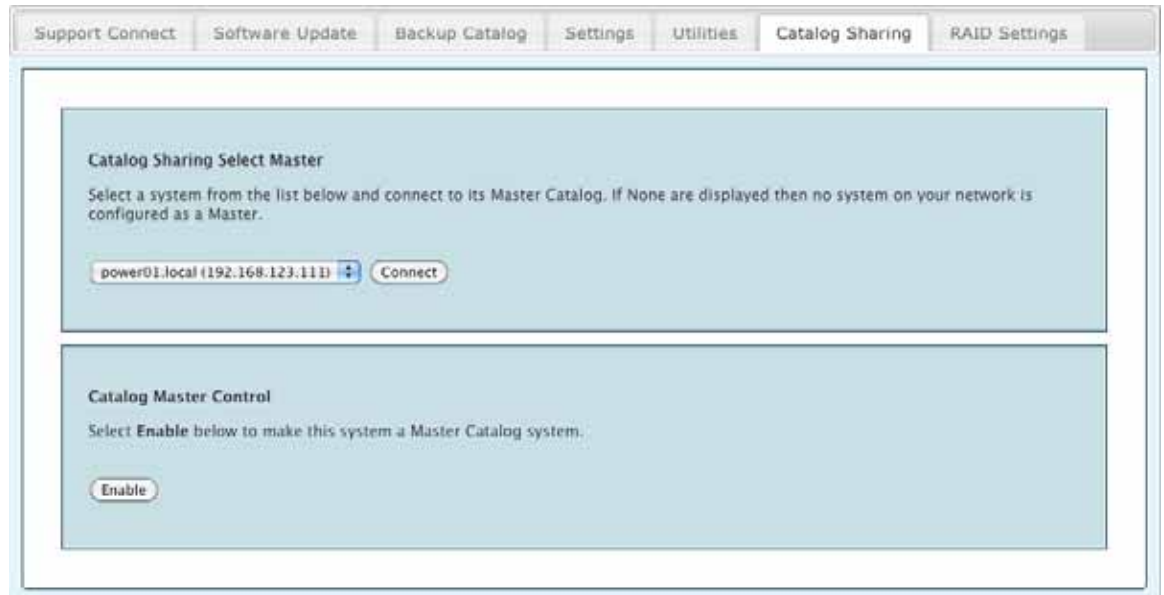 Support Connect Software Update Backup Catalog Settings Utilities Catalog Sharing RAID Settings
Catalog Sharing Select Master
Select a system from the list below and connect to its Master Catalog. If None are displayed then no system on your network is
configured as a Master.
power01.local (192.168.123.111) Connect
Catalog Master Control
Select Enable below to make this system a Master Catalog system.
Enable